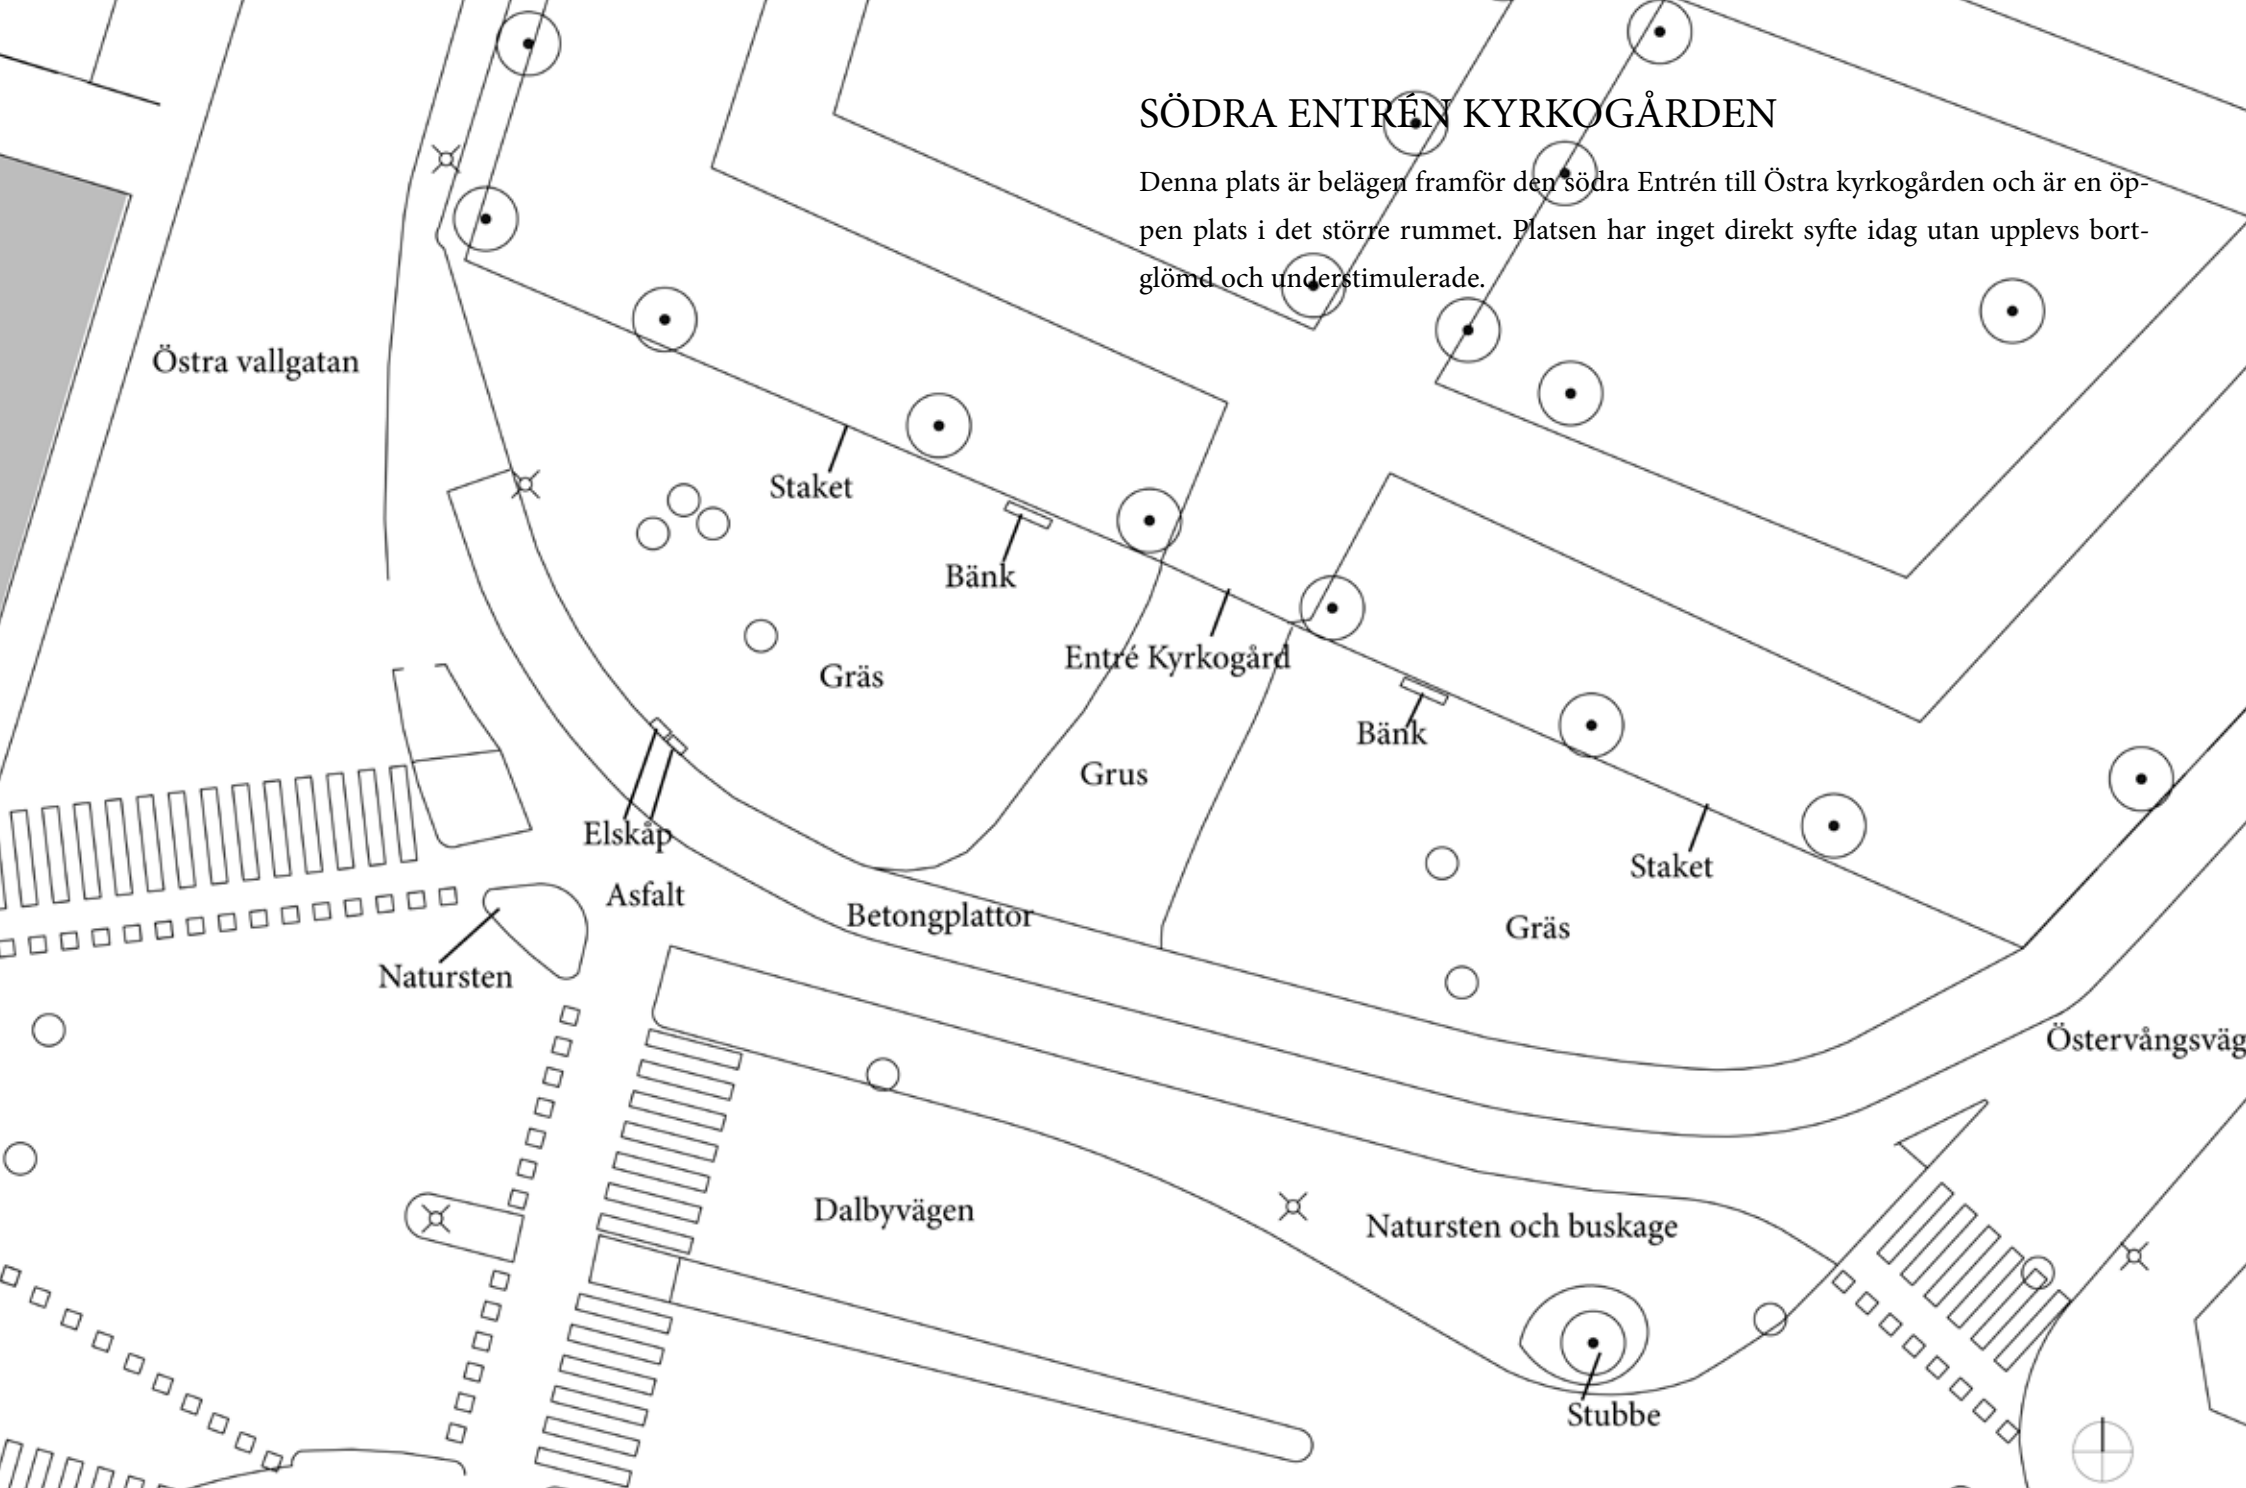 SÖDRA ENTRÉN KYRKOGÅRDEN
Denna plats är belägen framför den södra Entrén till Östra kyrkogården och är en öp-
pen plats i det större rummet. Platsen har inget direkt syfte idag utan upplevs bort-
glömd och understimulerade.
Östra vallgatan
Staket
Bänk
Entré Kyrkogård
Gräs
Bänk
Grus
Elskåp
Staket
Asfalt
Betongplattor
Gräs
Natursten
Östervångsväg
Dalbyvägen
Natursten och buskage
Stubbe